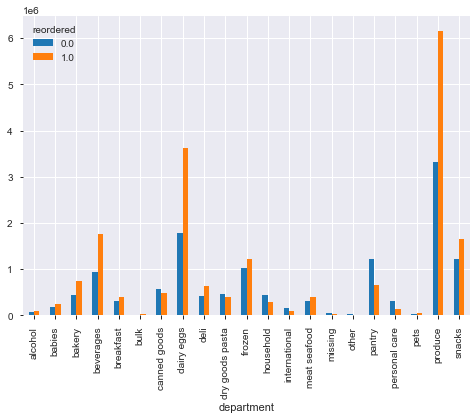 1e6
reordered
0.0
1.0
6
5
4
3
2
1
0
alcohol
babies
bakery
beverages
breakfast
bulk
canned goods
dairy eggs
deli
dry goods pasta
frozen
household
international
meat seafood
missing
other
pantry
personal care
pets
produce
snacks
department